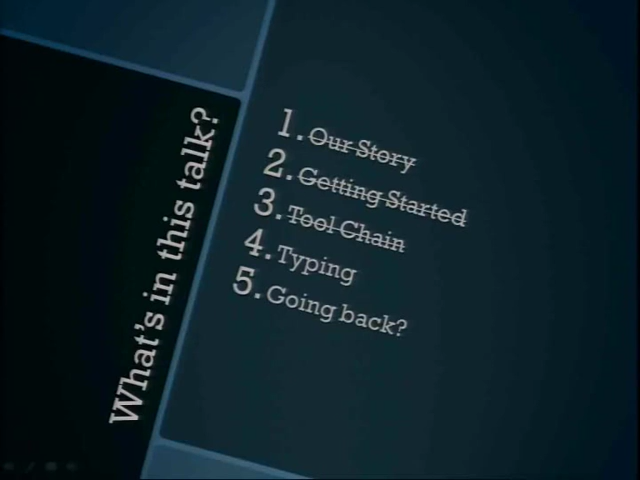 What's in this talk?
1. Our Story
2. Getting Started
3. Tool Chain
4. Typing
5. Going back?